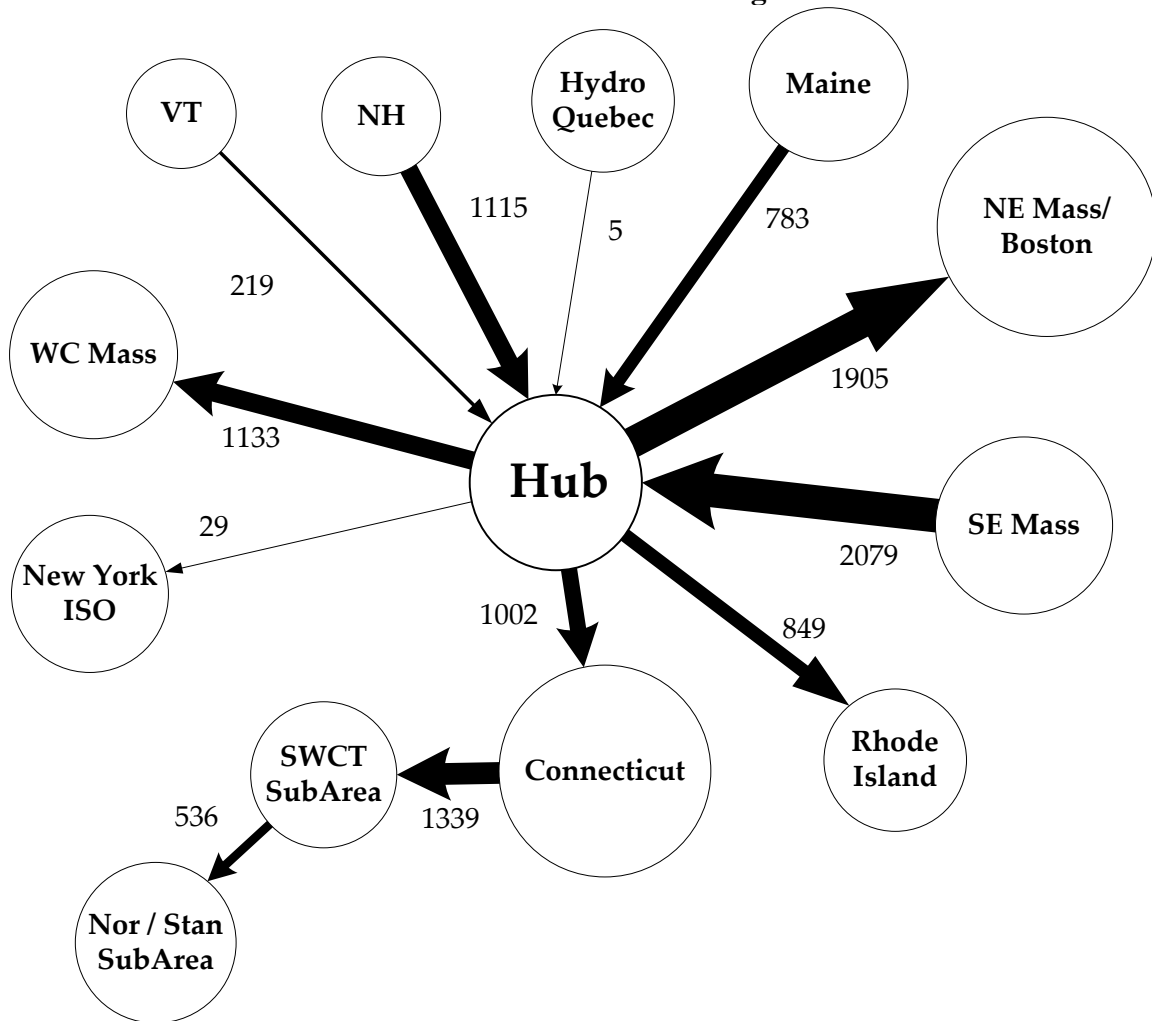 VT
NH
Hydro
Quebec
Maine
NE Mass/
Boston
1115
5
783
219
WC Mass
1905
1133
Hub
SE Mass
29
2079
New York
ISO
1002
849
SWCT
SubArea
Connecticut
Rhode
Island
536
1339
Nor / Stan
SubArea